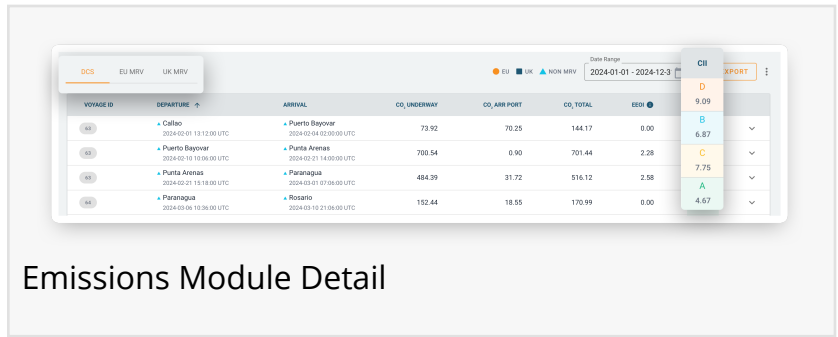 DCS EU MRV UK MRV
EU UK NON MRV
Date Range
2024-01-01 - 2024-12-3
CII
PORT
VOYAGE ID DEPARTURE ↑ ARRIVAL CO₂ UNDERWAY CO₂ ARR PORT CO₂ TOTAL EEOI
Callao Puerto Bayovar D
2024-02-01 13:12:00 UTC 2024-02-04 02:00:00 UTC 73.92 70.25 144.17 0.00 9.09
Puerto Bayovar Punta Arenas B
2024-02-10 10:06:00 UTC 2024-02-21 14:00:00 UTC 700.54 0.90 701.44 2.28 6.87
Punta Arenas Paranagua C
2024-02-21 15:18:00 UTC 2024-03-01 07:06:00 UTC 484.39 31.72 516.12 2.58 7.75
64 Paranagua Rosario A
2024-03-06 10:36:00 UTC 2024-03-10 21:06:00 UTC 152.44 18.55 170.99 0.00 4.67
Emissions Module Detail